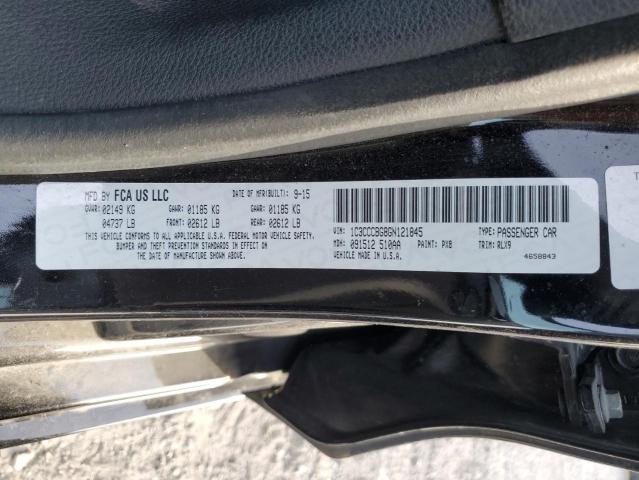 MFD BY FCA US LLC DATE OF MFR(BUILT): 9-15
GVWR: 02149 KG GAWR: 01185 KG GAWR: 01185 KG
04737 LB FRONT: 02612 LB REAR: 02612 LB
THIS VEHICLE CONFORMS TO ALL APPLICABLE U.S.A. FEDERAL MOTOR VEHICLE SAFETY,
BUMPER AND THEFT PREVENTION STANDARDS IN EFFECT ON
THE DATE OF MANUFACTURE SHOWN ABOVE.
VIN: 1C3CCCBG8GN121845 TYPE: PASSENGER CAR
MDH: 091512 510AA PAINT: PX8 TRIM: RLX9
VEHICLE MADE IN U.S.A. 4658843